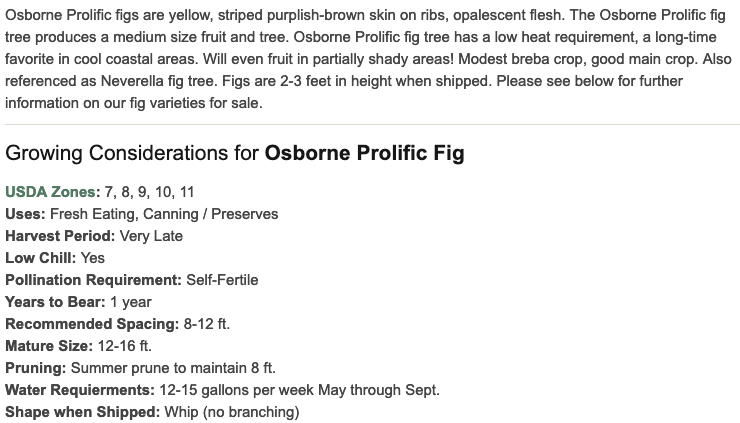 Osborne Prolific figs are yellow, striped purplish-brown skin on ribs, opalescent flesh. The Osborne Prolific fig
tree produces a medium size fruit and tree. Osborne Prolific fig tree has a low heat requirement, a long-time
favorite in cool coastal areas. Will even fruit in partially shady areas! Modest breba crop, good main crop. Also
referenced as Neverella fig tree. Figs are 2-3 feet in height when shipped. Please see below for further
information on our fig varieties for sale.
Growing Considerations for Osborne Prolific Fig
USDA Zones: 7, 8, 9, 10, 11
Uses: Fresh Eating, Canning / Preserves
Harvest Period: Very Late
Low Chill: Yes
Pollination Requirement: Self-Fertile
Years to Bear: 1 year
Recommended Spacing: 8-12 ft.
Mature Size: 12-16 ft.
Pruning: Summer prune to maintain 8 ft.
Water Requierments: 12-15 gallons per week May through Sept.
Shape when Shipped: Whip (no branching)